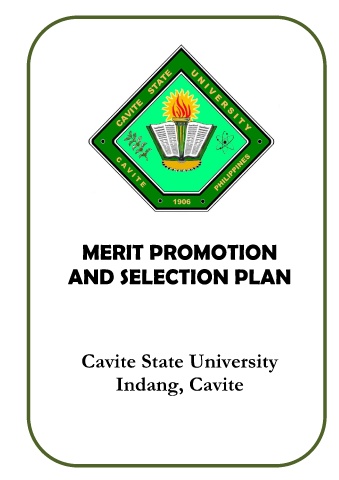 CAVITE STATE UNIVERSITY
CAVITE PHILIPPINES
1906
MERIT PROMOTION
AND SELECTION PLAN
Cavite State University
Indang, Cavite